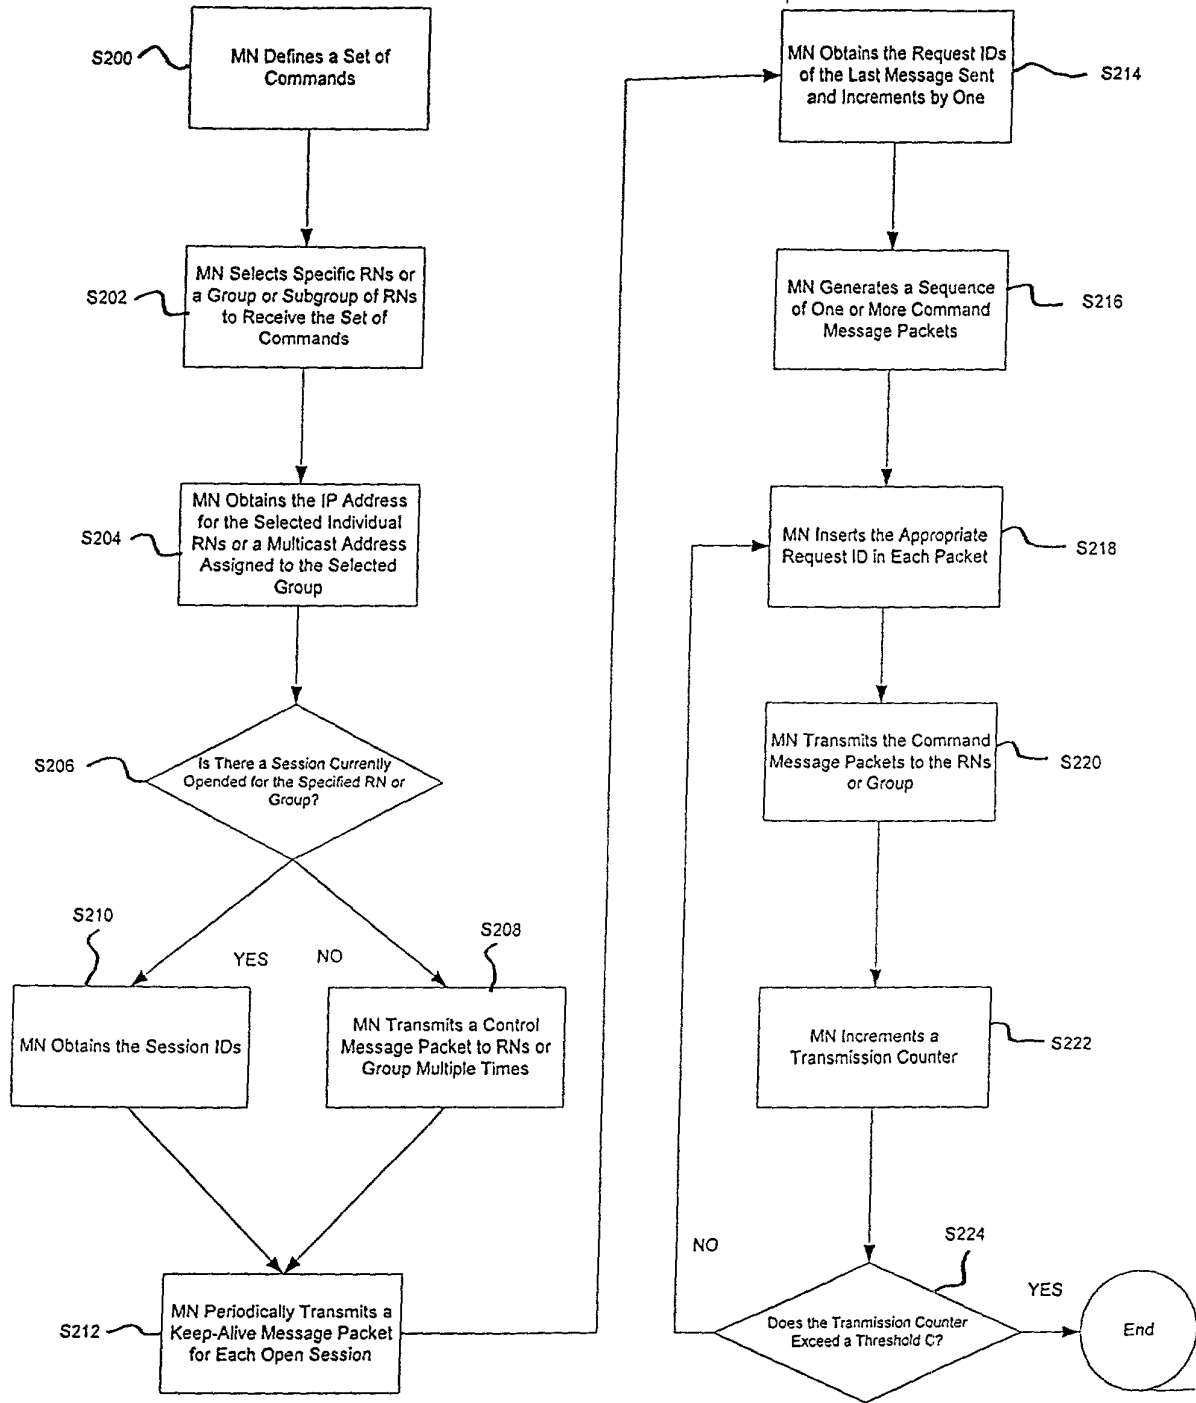 S200
MN Defines a Set of
Commands
S202
MN Selects Specific RNs or
a Group or Subgroup of RNs
to Receive the Set of
Commands
S204
MN Obtains the IP Address
for the Selected Individual
RNs or a Multicast Address
Assigned to the Selected
Group
S206
Is There a Session Currently
Opended for the Specified RN or
Group?
S210
YES
NO
S208
MN Obtains the Session IDs
MN Transmits a Control
Message Packet to RNs or
Group Multiple Times
S212
MN Periodically Transmits a
Keep-Alive Message Packet
for Each Open Session
MN Obtains the Request IDs
of the Last Message Sent
and Increments by One
S214
MN Generates a Sequence
of One or More Command
Message Packets
S216
MN Inserts the Appropriate
Request ID in Each Packet
S218
MN Transmits the Command
Message Packets to the RNs
or Group
S220
MN Increments a
Transmission Counter
S222
S224
NO
Does the Tranmission Counter
Exceed a Threshold C?
YES
End